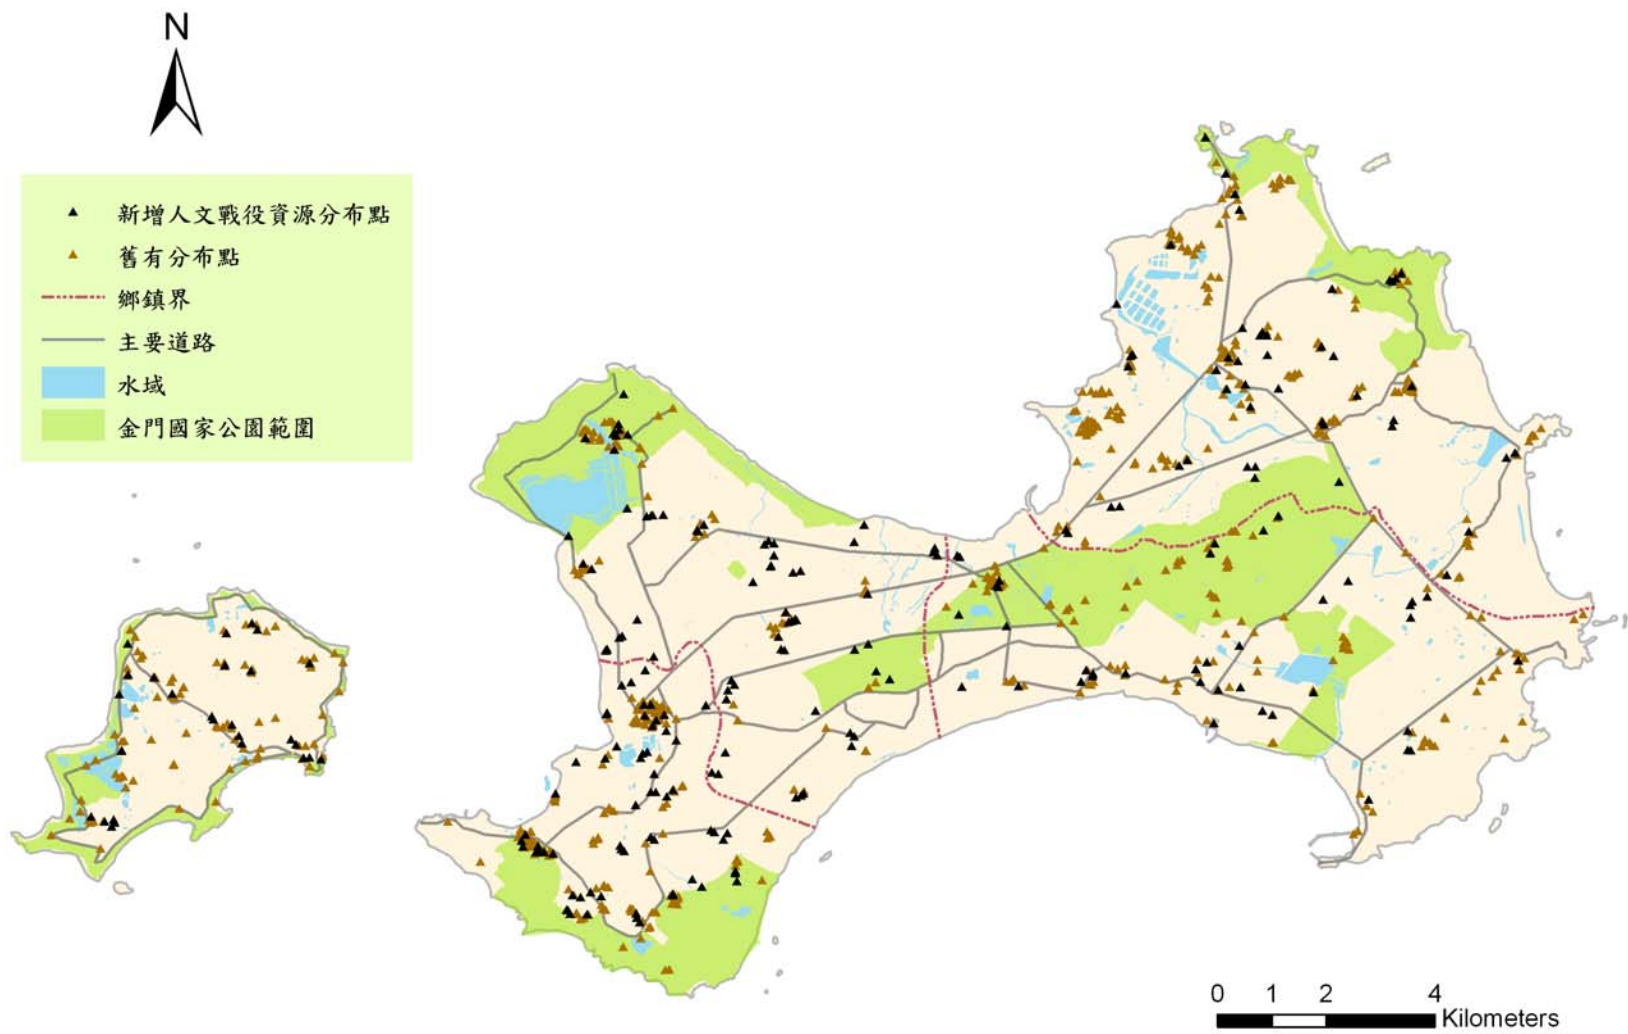 N
新增人文戰役資源分布點
舊有分布點
鄉鎮界
主要道路
水域
金門國家公園範圍
0 1 2 4
Kilometers